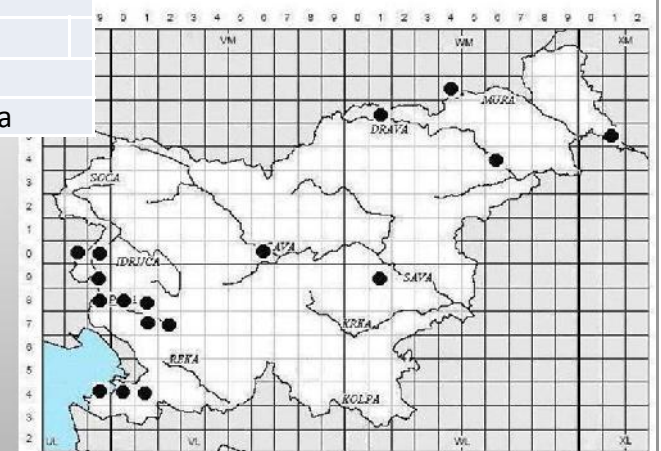 9 0 1 2 3 4 5 6 7 8 9 0 1 2 3 4 5 6 7 8 9 0 1 2
VM WM XM
a
MURA
DRAVA
4
SOČA
3
2
1
0
AVA
IDRIJCA
9
SAVA
8
7
KRKA
6
REKA
5
4
KOLPA
3
2
UL VL WL XL